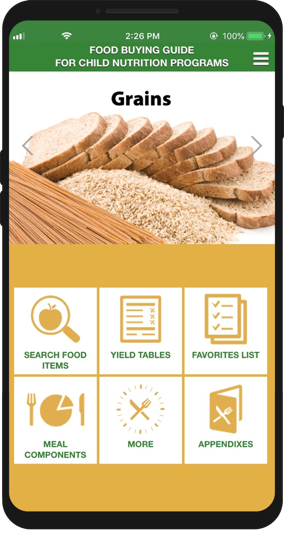 2:26 PM
100%
FOOD BUYING GUIDE
FOR CHILD NUTRITION PROGRAMS
Grains
SEARCH FOOD
ITEMS
YIELD TABLES
FAVORITES LIST
MEAL
COMPONENTS
MORE
APPENDIXES